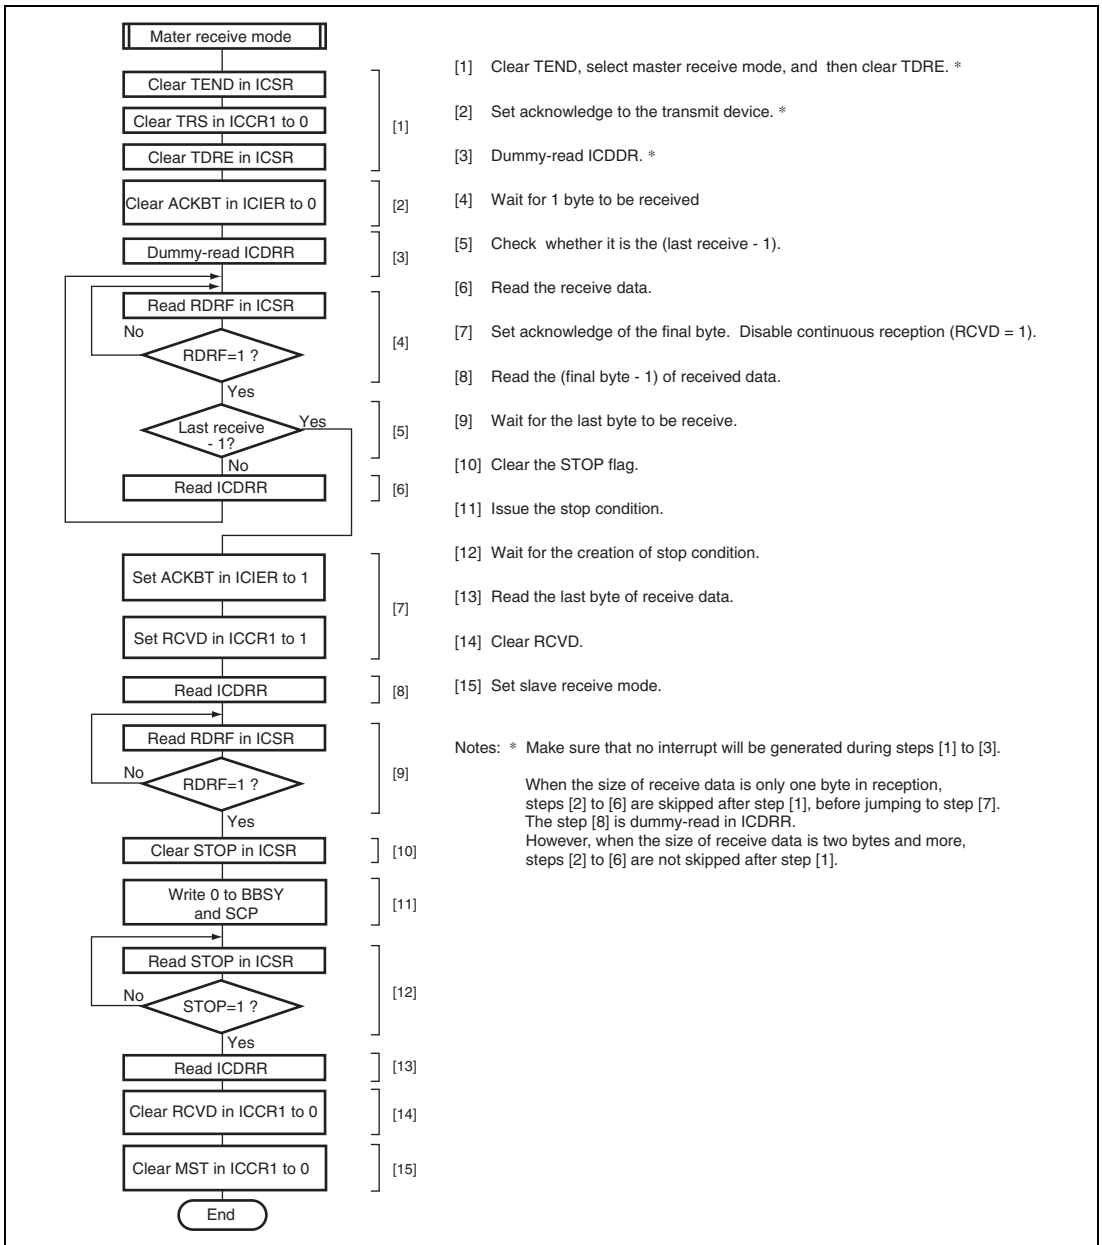 Mater receive mode
Clear TEND in ICSR
Clear TRS in ICCR1 to 0
Clear TDRE in ICSR
[1]
Clear ACKBT in ICIER to 0
[2]
Dummy-read ICDRR
[3]
Read RDRF in ICSR
No
RDRF=1 ?
[4]
Yes
Last receive
- 1?
Yes
[5]
No
Read ICDRR
[6]
Set ACKBT in ICIER to 1
[7]
Set RCVD in ICCR1 to 1
Read ICDRR
[8]
Read RDRF in ICSR
No
RDRF=1 ?
[9]
Yes
Clear STOP in ICSR
[10]
Write 0 to BBSY
and SCP
[11]
Read STOP in ICSR
No
STOP=1 ?
[12]
Yes
Read ICDRR
[13]
Clear RCVD in ICCR1 to 0
[14]
Clear MST in ICCR1 to 0
[15]
End
[1] Clear TEND, select master receive mode, and then clear TDRE. *
[2] Set acknowledge to the transmit device. *
[3] Dummy-read ICDDR. *
[4] Wait for 1 byte to be received
[5] Check whether it is the (last receive - 1).
[6] Read the receive data.
[7] Set acknowledge of the final byte. Disable continuous reception (RCVD = 1).
[8] Read the (final byte - 1) of received data.
[9] Wait for the last byte to be receive.
[10] Clear the STOP flag.
[11] Issue the stop condition.
[12] Wait for the creation of stop condition.
[13] Read the last byte of receive data.
[14] Clear RCVD.
[15] Set slave receive mode.
Notes: * Make sure that no interrupt will be generated during steps [1] to [3].
When the size of receive data is only one byte in reception,
steps [2] to [6] are skipped after step [1], before jumping to step [7].
The step [8] is dummy-read in ICDRR.
However, when the size of receive data is two bytes and more,
steps [2] to [6] are not skipped after step [1].